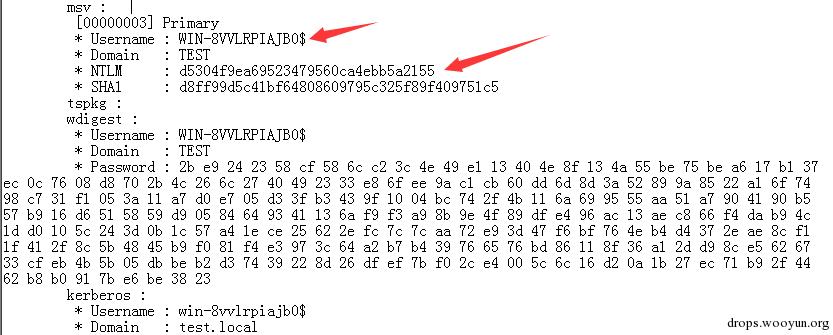 msv :
[00000003] Primary
* Username : WIN-8VVLRPIAJB0$
* Domain : TEST
* NTLM : d5304f9ea69523479560ca4ebb5a2155
* SHA1 : d8ff99d5c41bf64808609795c325f89f409751c5
tspkg :
wdigest :
* Username : WIN-8VVLRPIAJB0$
* Domain : TEST
* Password : 2b e9 24 23 58 cf 58 6c c2 3c 4e 49 e1 13 40 4e 8f 13 4a 55 be 75 be a6 17 b1 37
ec 0c 76 08 d8 70 2b 4c 26 6c 27 40 49 23 33 e8 6f ee 9a c1 cb 60 dd 6d 8d 3a 52 89 9a 85 22 a1 6f 74
98 c7 31 f1 05 3a 11 a7 d0 e7 05 d3 3f b3 43 9f 10 04 bc 74 2f 4b 11 6a 69 95 55 aa 51 a7 90 41 90 b5
57 b9 16 d6 51 58 59 d9 05 84 64 93 41 13 6a f9 f3 a9 8b 9e 4f 89 df e4 96 ac 13 ae c8 66 f4 da b9 4c
1d d0 10 5c 24 3d 0b 1c 57 a4 1e ce 25 62 2e fc 7c 7c aa 72 e9 3d 47 f6 bf 76 4e b4 d4 37 2e ae 8c f1
1f 41 2f 8c 5b 48 45 b9 f0 81 f4 e3 97 3c 64 a2 b7 b4 39 76 65 76 bd 86 11 8f 36 a1 2d d9 8c e5 62 67
33 cf eb 4b 5b 05 db be b2 d3 74 39 22 8d 26 df ef 7b f0 2c e4 00 5c 6c 16 d2 0a 1b 27 ec 71 b9 2f 44
62 b8 b0 91 7b e6 be 38 23
kerberos :
* Username : win-8vvlrpiajb0$
* Domain : test.local
drops.wooyun.org